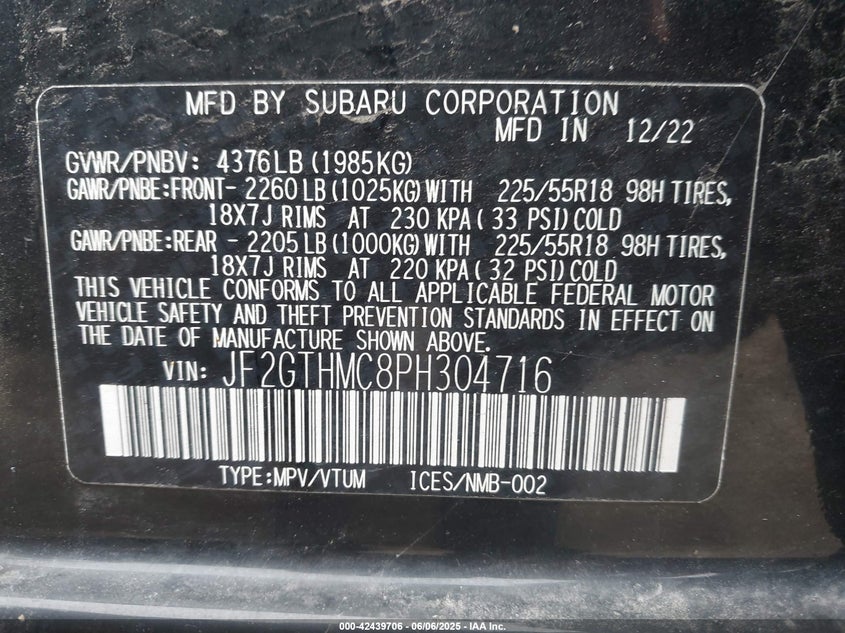 MFD BY SUBARU CORPORATION
MFD IN 12/22
GVWR/PNBV: 4376LB (1985KG)
GAWR/PNBE:FRONT- 2260 LB (1025KG) WITH 225/55R18 98H TIRES,
18X7J RIMS AT 230 KPA ( 33 PSI) COLD
GAWR/PNBE:REAR - 2205 LB (1000KG) WITH 225/55R18 98H TIRES,
18X7J RIMS AT 220 KPA ( 32 PSI) COLD
THIS VEHICLE CONFORMS TO ALL APPLICABLE FEDERAL MOTOR
VEHICLE SAFETY AND THEFT PREVENTION STANDARDS IN EFFECT ON
THE DATE OF MANUFACTURE SHOWN ABOVE.
VIN: JF2GTHMC8PH304716
TYPE:MPV/VTUM ICES/NMB-002
000-42439706 - 06/06/2025 - IAA Inc.